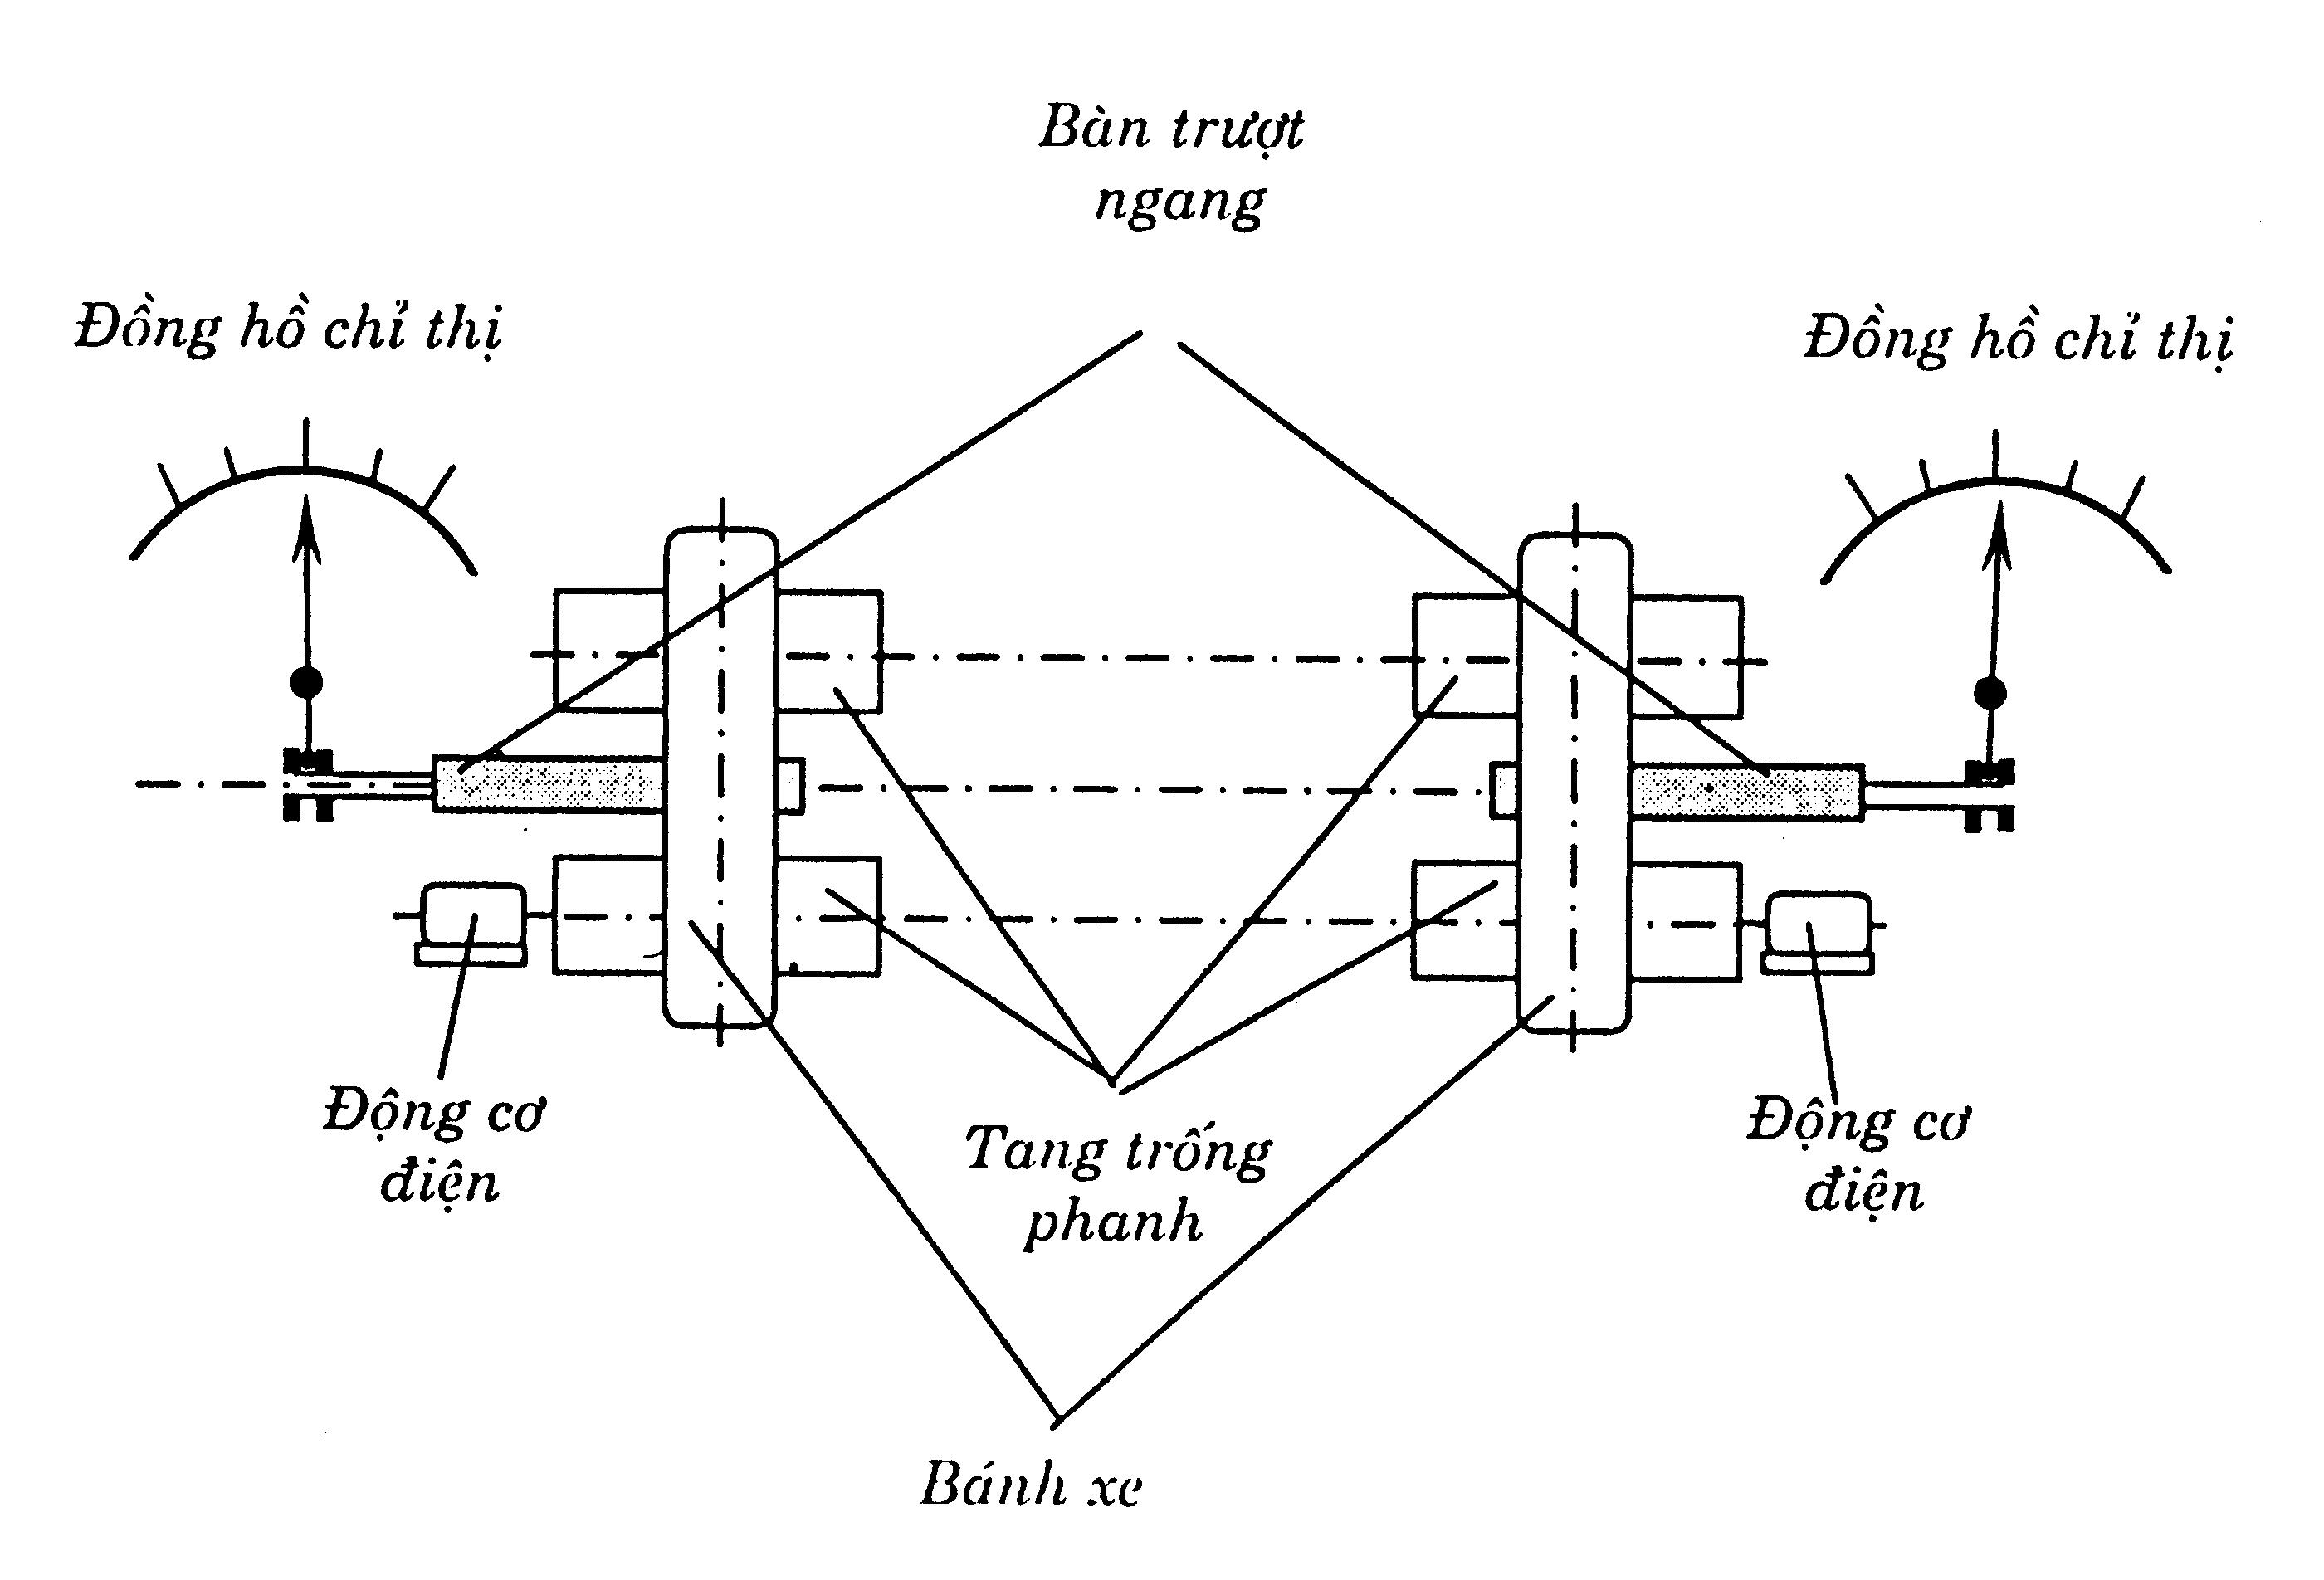 Bàn trượt
ngang
Đồng hồ chỉ thị
Đồng hồ chỉ thị
Động cơ
điện
Tang trống
phanh
Động cơ
điện
Bánh xe